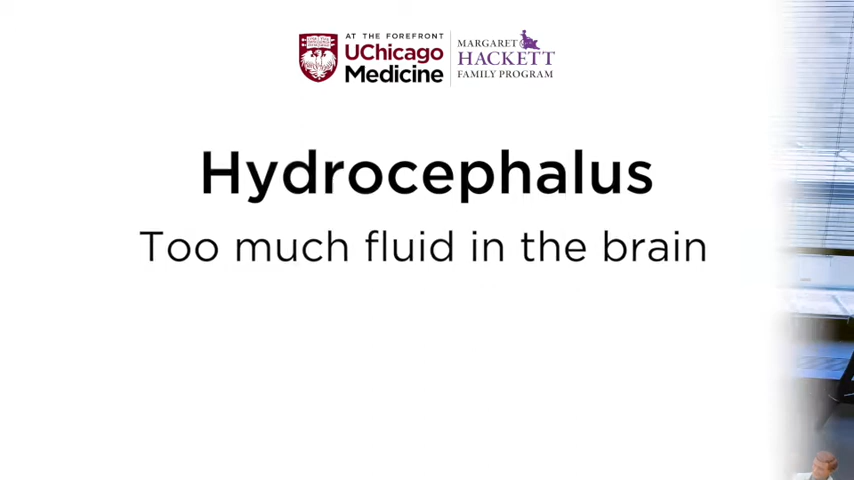 AT THE FOREFRONT
UChicago
Medicine
MARGARET
HACKETT
FAMILY PROGRAM
Hydrocephalus
Too much fluid in the brain